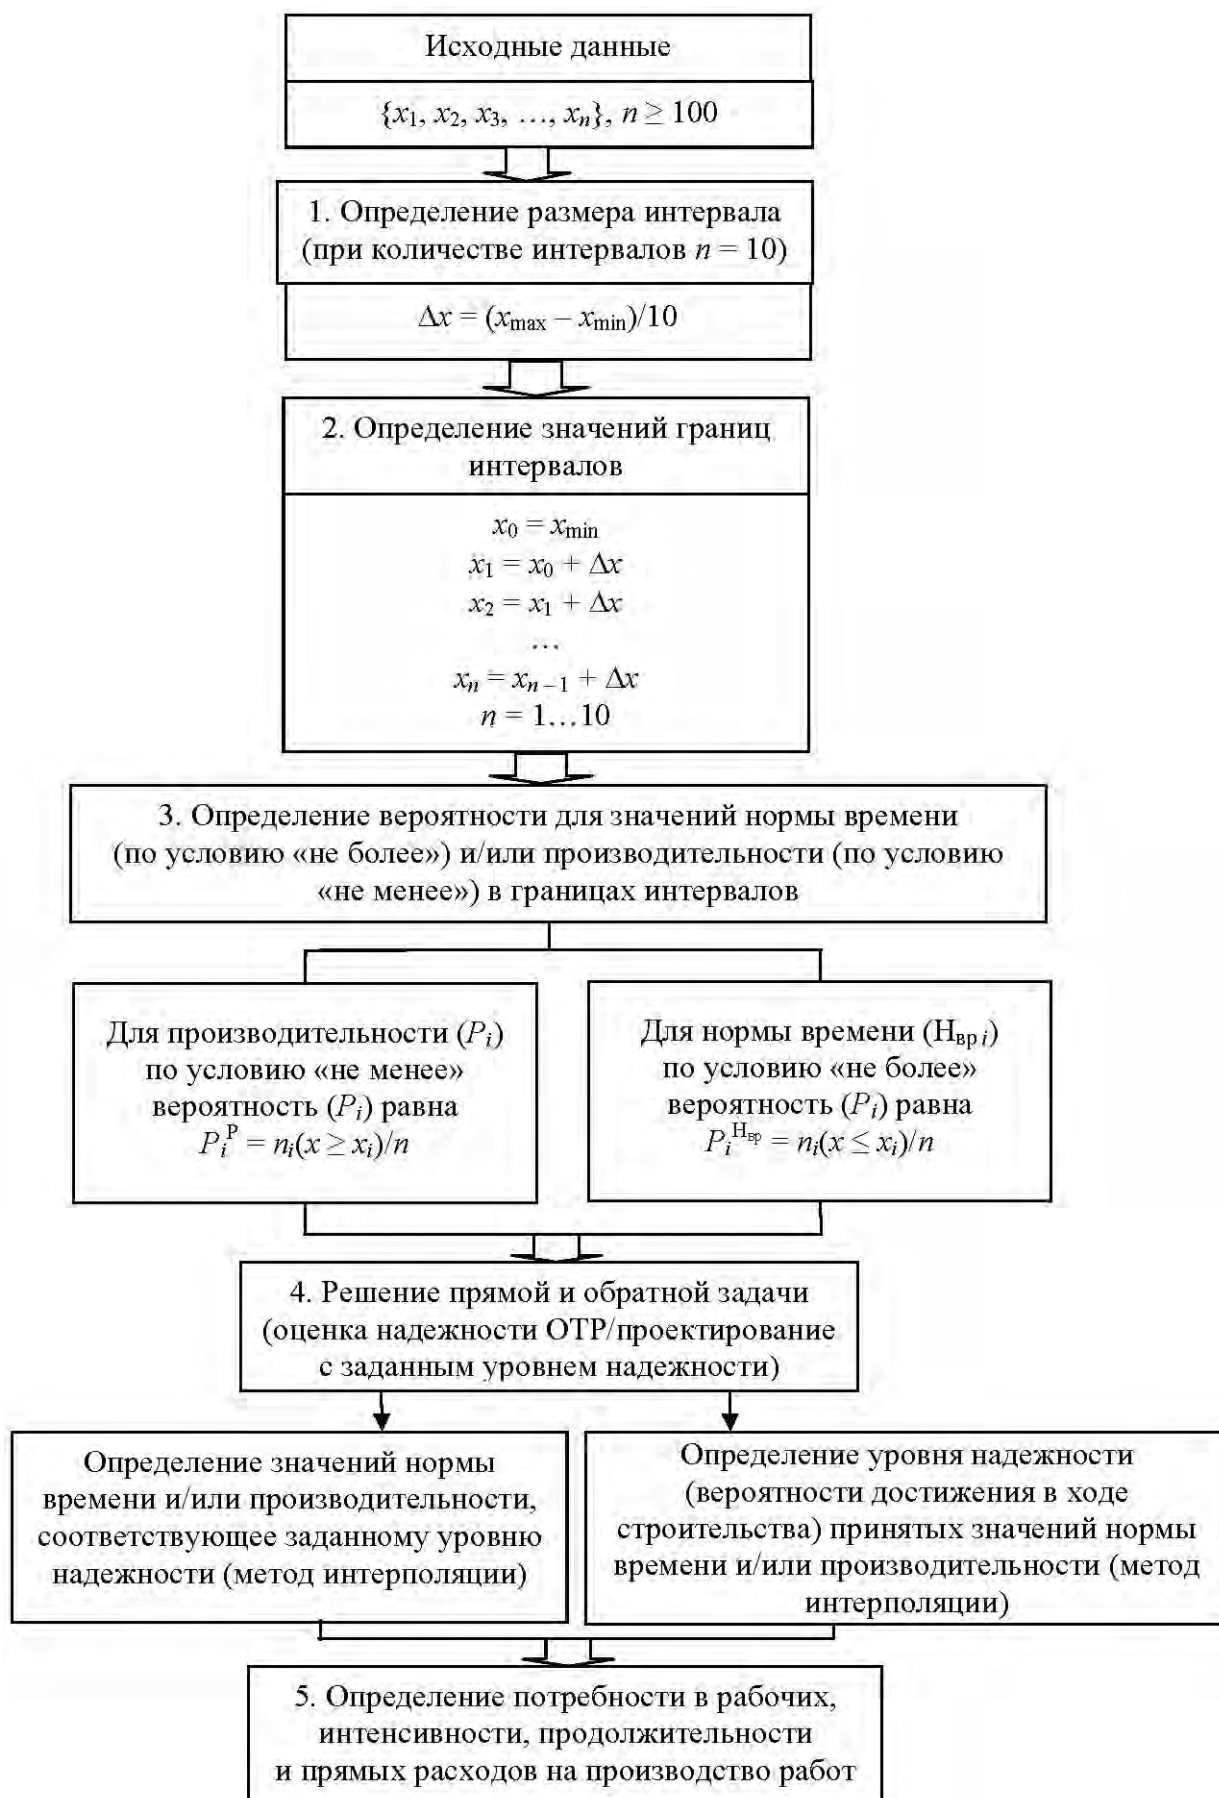 Исходные данные
{x₁, x₂, x₃, …, xₙ}, n ≥ 100
1. Определение размера интервала
(при количестве интервалов n = 10)
Δx = (xmax – xmin)/10
2. Определение значений границ
интервалов
x₀ = xmin
x₁ = x₀ + Δx
x₂ = x₁ + Δx
…
xₙ = xₙ₋₁ + Δx
n = 1…10
3. Определение вероятности для значений нормы времени
(по условию «не более») и/или производительности (по условию
«не менее») в границах интервалов
Для производительности (Pᵢ)
по условию «не менее»
вероятность (Pᵢ) равна
Pᵢᴾ = nᵢ(x ≥ xᵢ)/n
Для нормы времени (Нвр i)
по условию «не более»
вероятность (Pᵢ) равна
Pᵢ^Нвр = nᵢ(x ≤ xᵢ)/n
4. Решение прямой и обратной задачи
(оценка надежности ОТР/проектирование
с заданным уровнем надежности)
Определение значений нормы
времени и/или производительности,
соответствующее заданному уровню
надежности (метод интерполяции)
Определение уровня надежности
(вероятности достижения в ходе
строительства) принятых значений нормы
времени и/или производительности (метод
интерполяции)
5. Определение потребности в рабочих,
интенсивности, продолжительности
и прямых расходов на производство работ